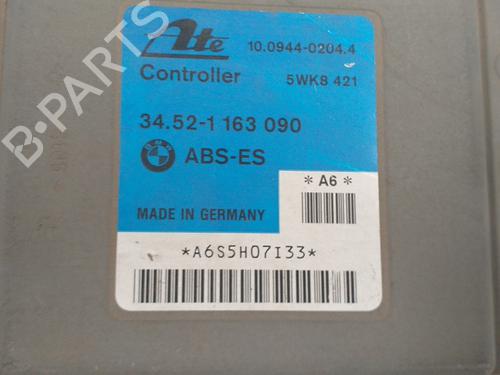 Ate 10.0944-0204.4
Controller 5WK8 421
34.52-1 163 090
BMW ABS-ES
* A6 *
MADE IN GERMANY
*A6S5H07I33*
B-PARTS